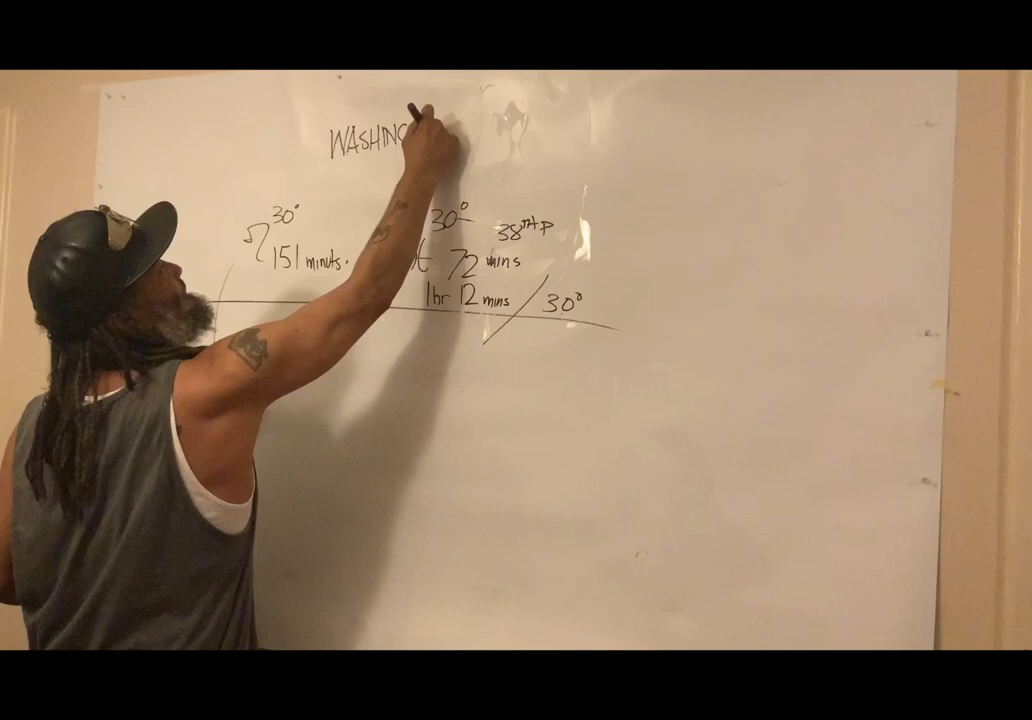 WASHING
30° 30° 38TH P
♌ 151 minuts. 72 mins
1hr 12 mins / 30°